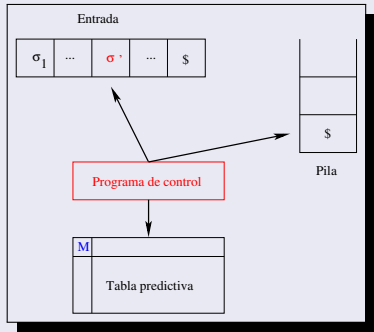 Entrada
σ1 ... σ' ... $
$
Pila
Programa de control
M
Tabla predictiva